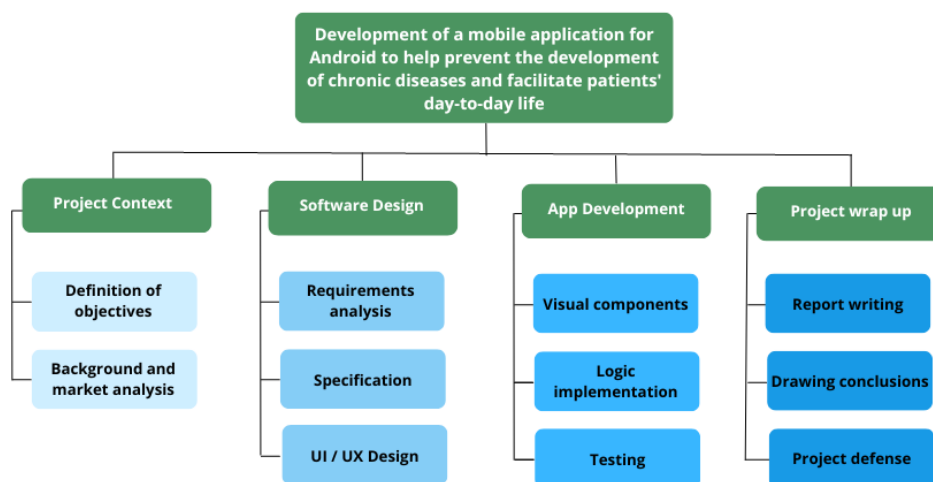 Development of a mobile application for
Android to help prevent the development
of chronic diseases and facilitate patients'
day-to-day life
Project Context
Definition of
objectives
Background and
market analysis
Software Design
Requirements
analysis
Specification
UI / UX Design
App Development
Visual components
Logic
implementation
Testing
Project wrap up
Report writing
Drawing conclusions
Project defense